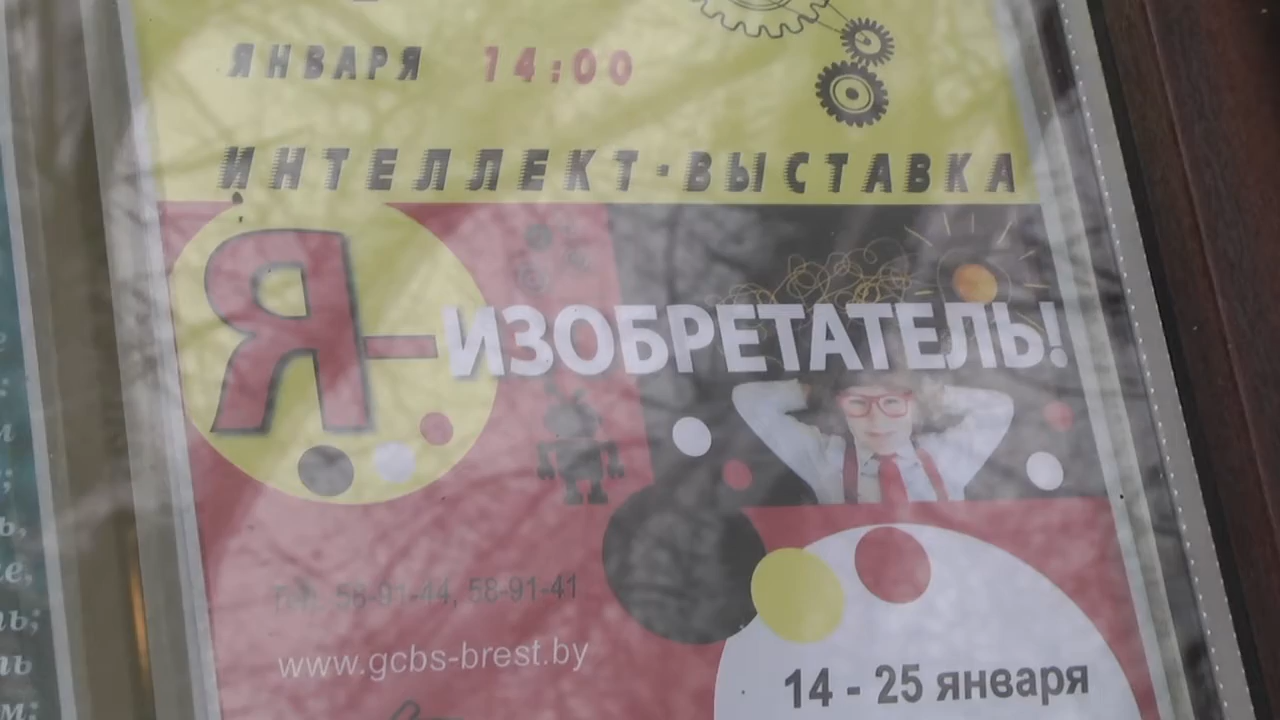 ЯНВАРЯ 14:00
ИНТЕЛЛЕКТ-ВЫСТАВКА
Я-ИЗОБРЕТАТЕЛЬ!
тел. 58-91-44, 58-91-41
www.gcbs-brest.by
14 - 25 января